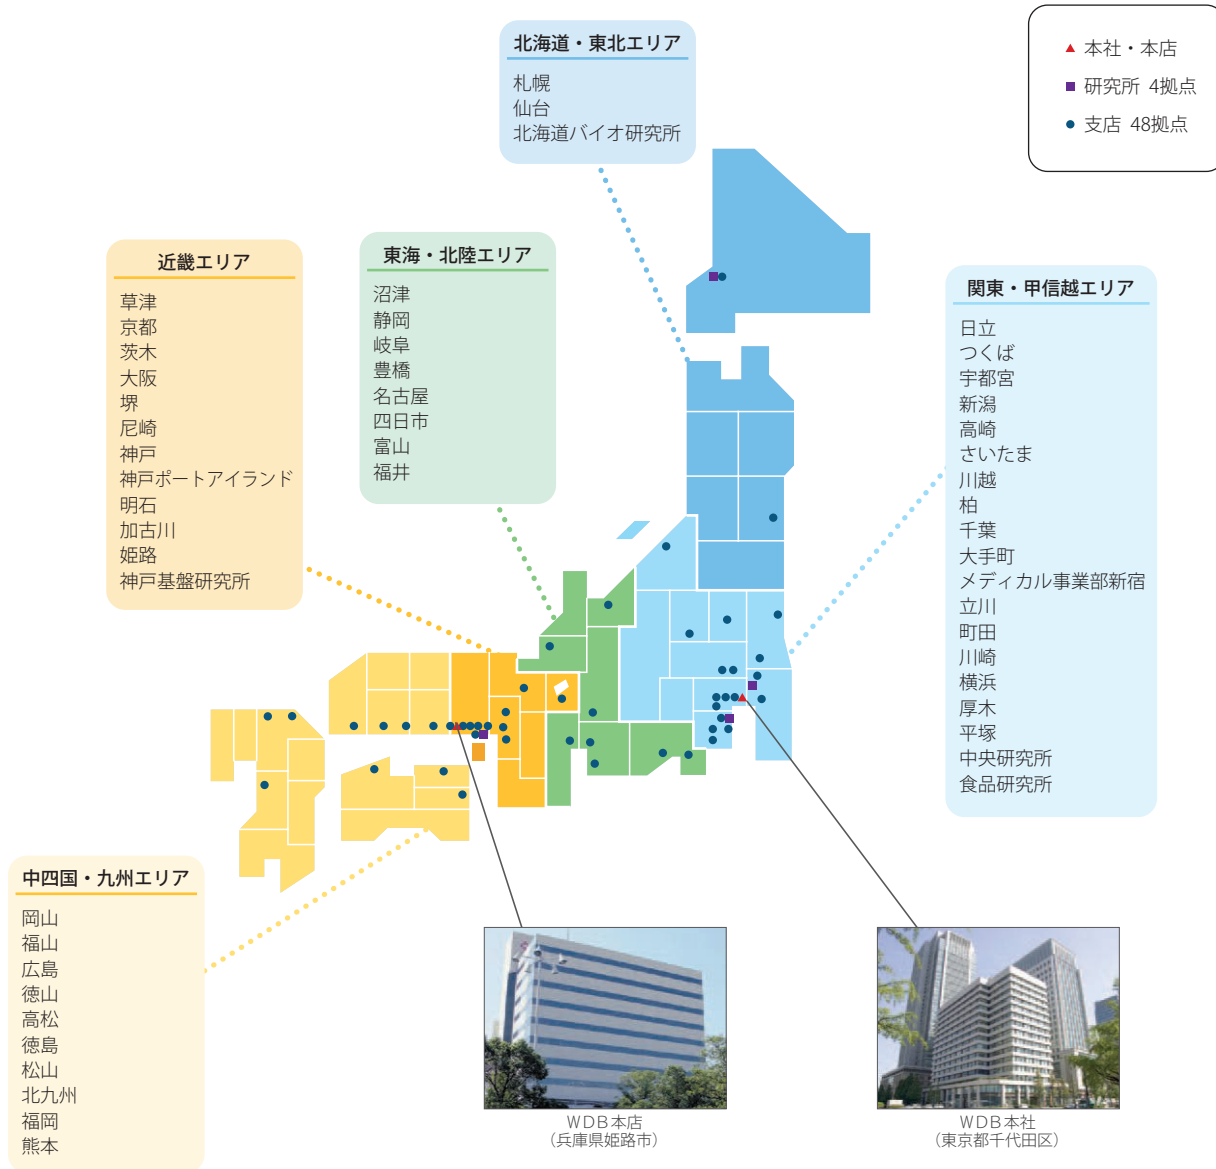 北海道・東北エリア
札幌
仙台
北海道バイオ研究所
本社・本店
研究所 4拠点
支店 48拠点
近畿エリア
草津
京都
茨木
大阪
堺
尼崎
神戸
神戸ポートアイランド
明石
加古川
姫路
神戸基盤研究所
東海・北陸エリア
沼津
静岡
岐阜
豊橋
名古屋
四日市
富山
福井
関東・甲信越エリア
日立
つくば
宇都宮
新潟
高崎
さいたま
川越
柏
千葉
大手町
メディカル事業部新宿
立川
町田
川崎
横浜
厚木
平塚
中央研究所
食品研究所
中四国・九州エリア
岡山
福山
広島
徳山
高松
徳島
松山
北九州
福岡
熊本
WDB本店
（兵庫県姫路市）
WDB本社
（東京都千代田区）